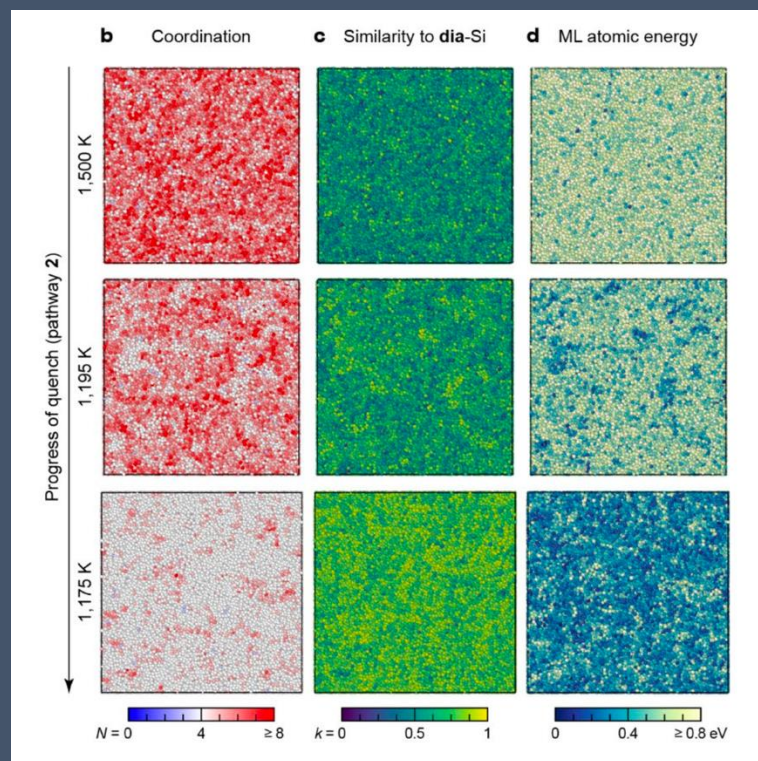 b Coordination
c Similarity to dia-Si
d ML atomic energy
Progress of quench (pathway 2)
1,500 K
1,195 K
1,175 K
N = 0 4 ≥ 8
k = 0 0.5 1
0 0.4 ≥ 0.8 eV